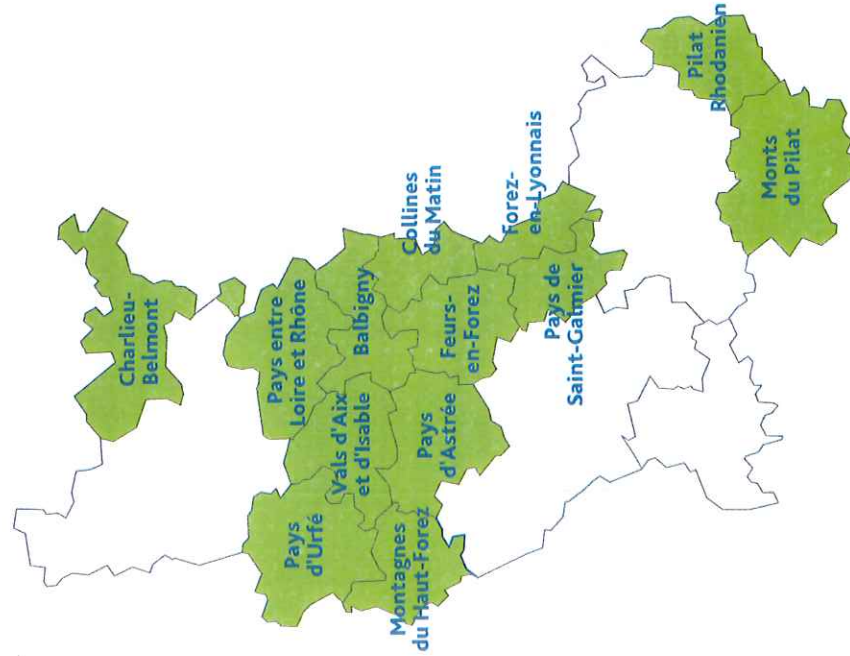 Charlieu-
Belmont
Pays entre
Loire et Rhône
Pays
d'Urfé
Vals d'Aix
et d'Isable
Balbigny
Collines
du Matin
Montagnes
du Haut-Forez
Pays
d'Astrée
Feurs-
en-Forez
Forez-
en-Lyonnais
Pays de
Saint-Galmier
Pilat
Rhodanien
Monts
du Pilat